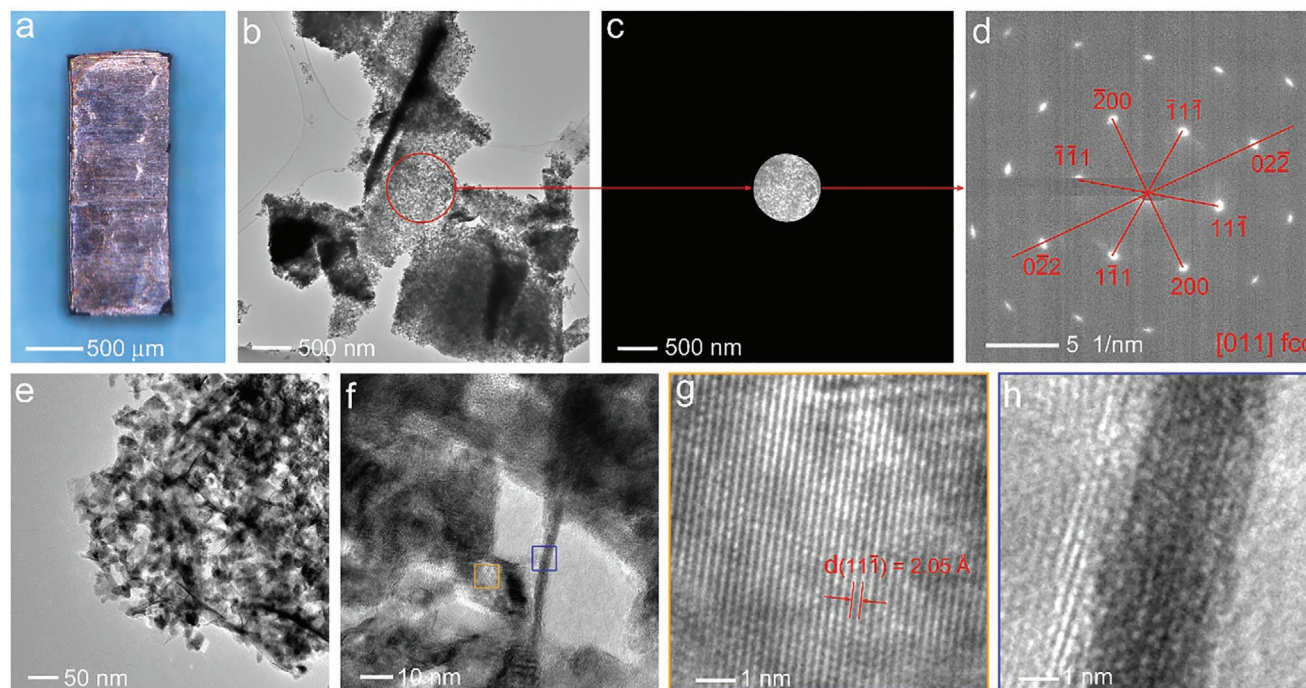 a
500 μm
b
500 nm
c
500 nm
d
2̄00
1̄11̄
1̄1̄1
022̄
111̄
02̄2
11̄1
200
5 1/nm
[011] fcc
e
50 nm
f
10 nm
g
d(111̄) = 2.05 Å
1 nm
h
1 nm